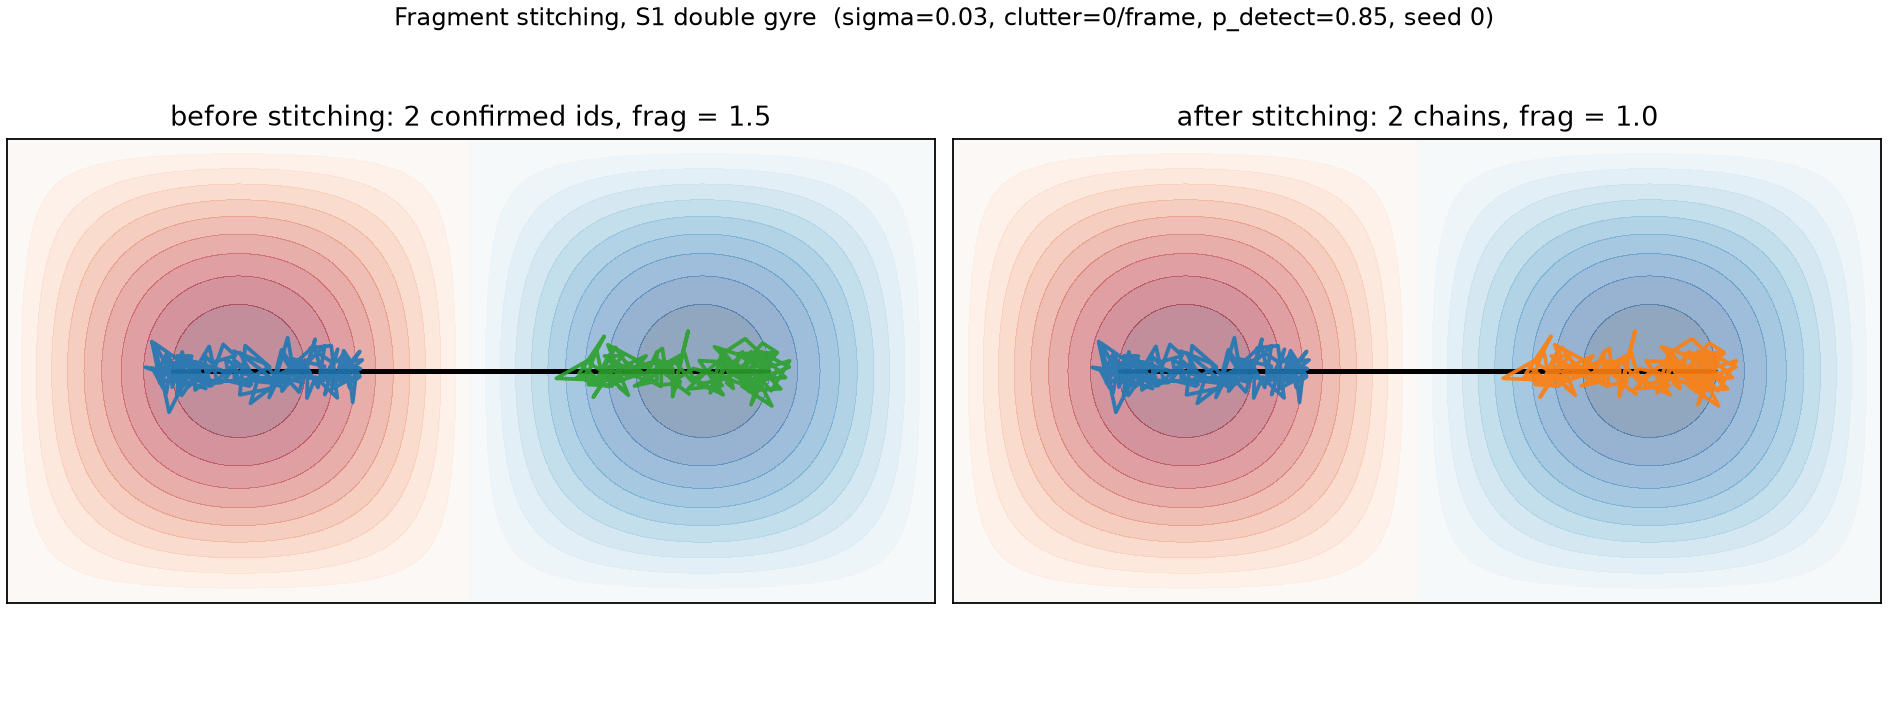 Fragment stitching, S1 double gyre  (sigma=0.03, clutter=0/frame, p_detect=0.85, seed 0)
before stitching: 2 confirmed ids, frag = 1.5
after stitching: 2 chains, frag = 1.0